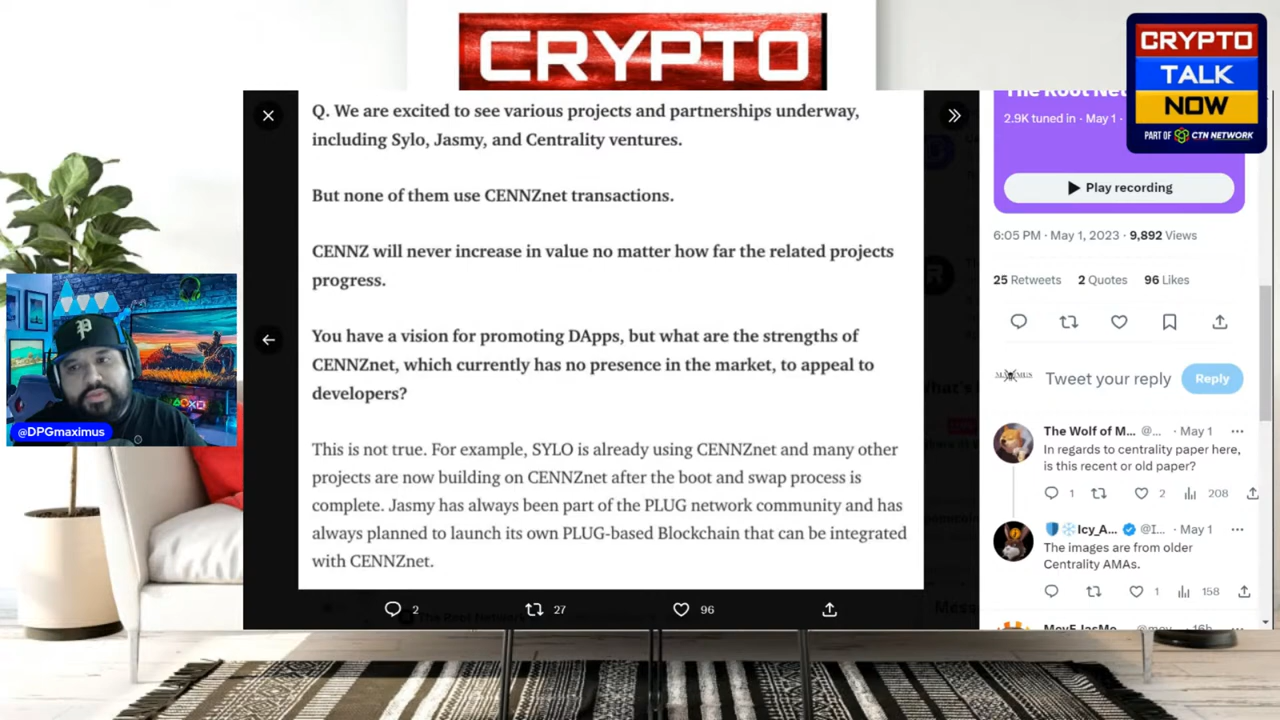 CRYPTO
CRYPTO
TALK
NOW
PART OF CTN NETWORK
Q. We are excited to see various projects and partnerships underway,
including Sylo, Jasmy, and Centrality ventures.
But none of them use CENNZnet transactions.
CENNZ will never increase in value no matter how far the related projects
progress.
You have a vision for promoting DApps, but what are the strengths of
CENNZnet, which currently has no presence in the market, to appeal to
developers?
This is not true. For example, SYLO is already using CENNZnet and many other
projects are now building on CENNZnet after the boot and swap process is
complete. Jasmy has always been part of the PLUG network community and has
always planned to launch its own PLUG-based Blockchain that can be integrated
with CENNZnet.
2 27 96
The Root Net
2.9K tuned in · May 1 ·
Play recording
6:05 PM · May 1, 2023 · 9,892 Views
25 Retweets 2 Quotes 96 Likes
Tweet your reply Reply
The Wolf of M... @... · May 1 ···
In regards to centrality paper here,
is this recent or old paper?
1 2 208
Icy_A... @I... · May 1 ···
The images are from older
Centrality AMAs.
1 158
@DPGmaximus